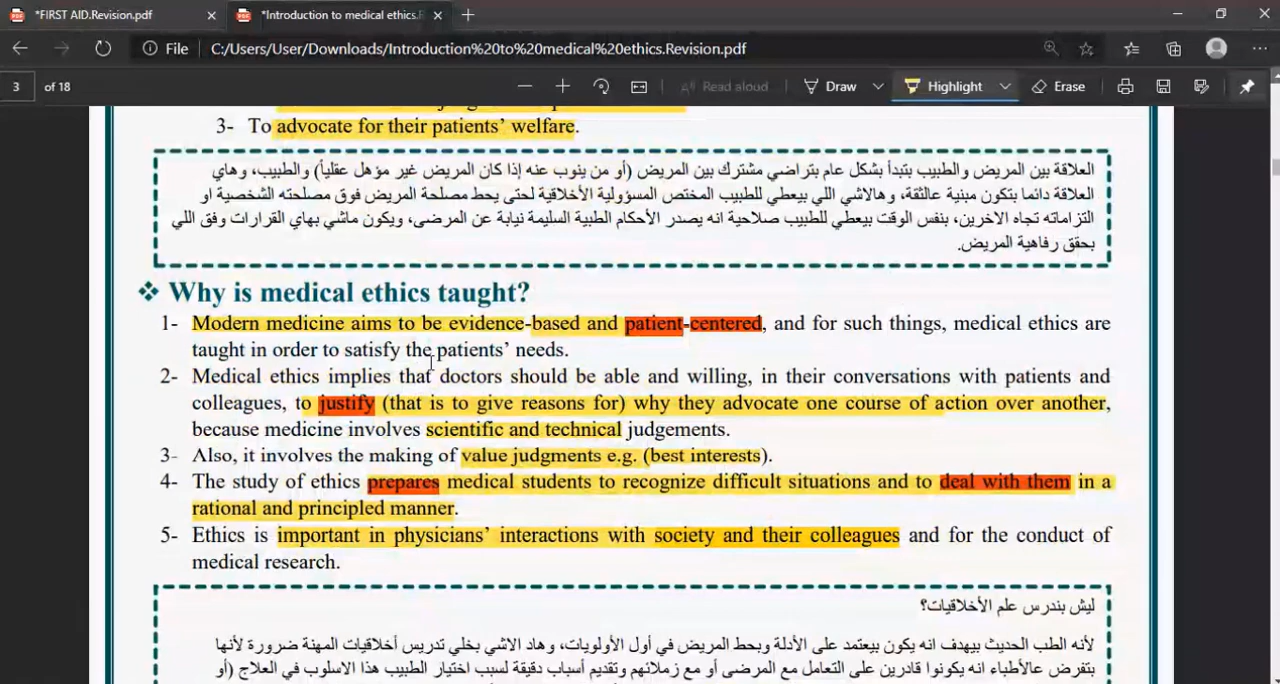 *FIRST AID.Revision.pdf
*Introduction to medical ethics.R
File
C:/Users/User/Downloads/Introduction%20to%20medical%20ethics.Revision.pdf
3 of 18
Read aloud
Draw
Highlight
Erase
3- To advocate for their patients’ welfare.
العلاقة بين المريض والطبيب بتبدأ بشكل عام بتراضي مشترك بين المريض (أو من ينوب عنه إذا كان المريض غير مؤهل عقلياً) والطبيب، وهاي
العلاقة دائما بتكون مبنية عالثقة، وهالاشي اللي بيعطي للطبيب المختص المسؤولية الأخلاقية لحتى يحط مصلحة المريض فوق مصلحته الشخصية او
التزاماته تجاه الاخرين، بنفس الوقت بيعطي للطبيب صلاحية انه يصدر الأحكام الطبية السليمة نيابة عن المرضى، ويكون ماشي بهاي القرارات وفق اللي
بحقق رفاهية المريض.
❖ Why is medical ethics taught?
1- Modern medicine aims to be evidence-based and patient-centered, and for such things, medical ethics are
taught in order to satisfy the patients’ needs.
2- Medical ethics implies that doctors should be able and willing, in their conversations with patients and
colleagues, to justify (that is to give reasons for) why they advocate one course of action over another,
because medicine involves scientific and technical judgements.
3- Also, it involves the making of value judgments e.g. (best interests).
4- The study of ethics prepares medical students to recognize difficult situations and to deal with them in a
rational and principled manner.
5- Ethics is important in physicians’ interactions with society and their colleagues and for the conduct of
medical research.
ليش بندرس علم الأخلاقيات؟
لأنه الطب الحديث بيهدف انه يكون بيعتمد على الأدلة وبحط المريض في أول الأولويات، وهاد الاشي بخلي تدريس أخلاقيات المهنة ضرورة لأنها
بتفرض عالأطباء انه يكونوا قادرين على التعامل مع المرضى أو مع زملائهم وتقديم أسباب دقيقة لسبب اختيار الطبيب هذا الاسلوب في العلاج (أو